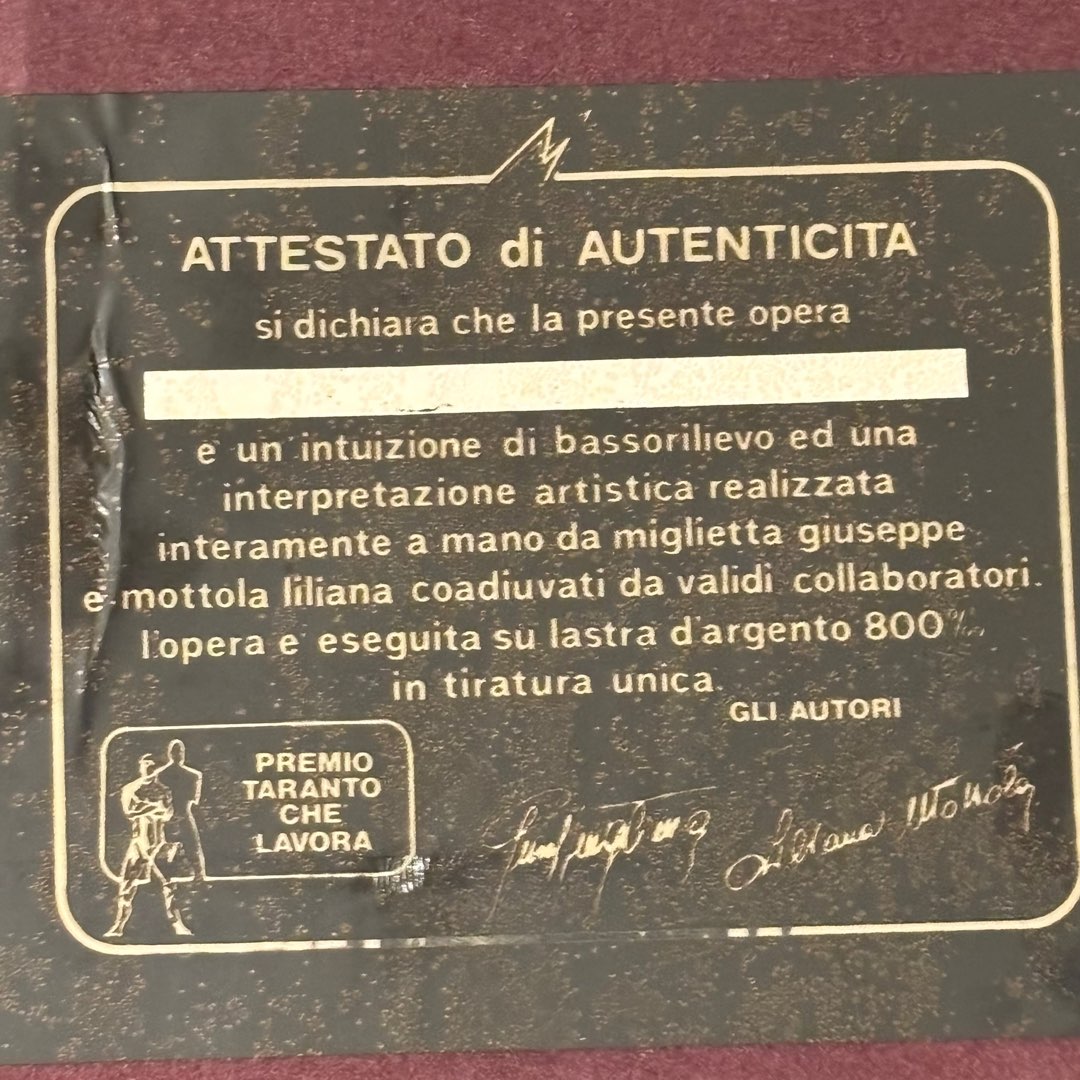 ATTESTATO di AUTENTICITA
si dichiara che la presente opera
e un'intuizione di bassorilievo ed una
interpretazione artistica realizzata
interamente a mano da miglietta giuseppe
e mottola liliana coadiuvati da validi collaboratori.
l'opera e eseguita su lastra d'argento 800‰
in tiratura unica.
GLI AUTORI
PREMIO
TARANTO
CHE
LAVORA
Liliana Mottola